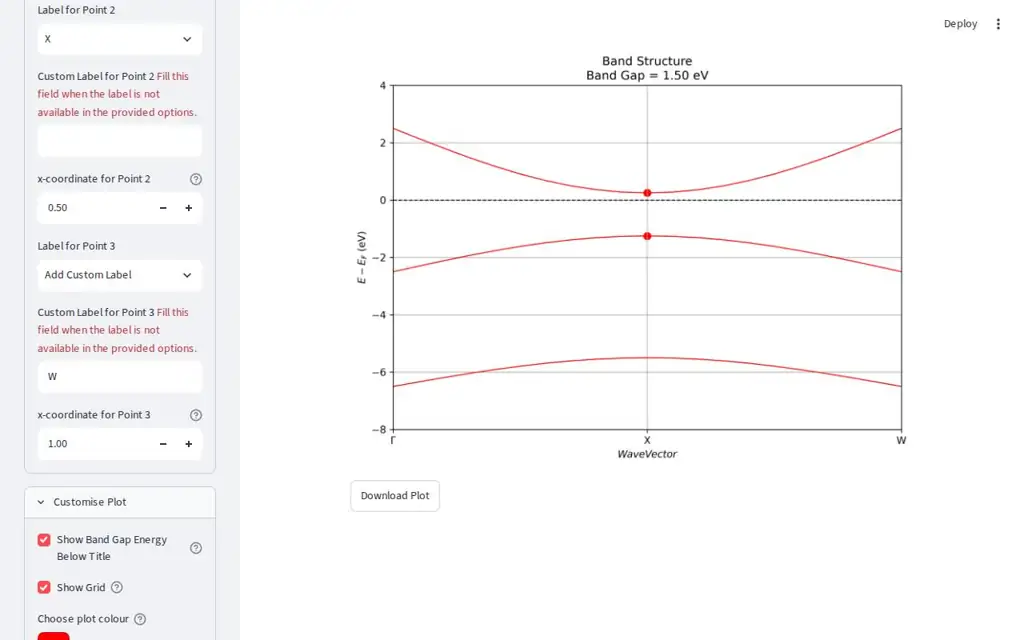 Label for Point 2
X
Custom Label for Point 2 Fill this
field when the label is not
available in the provided options.
x-coordinate for Point 2
0.50
Label for Point 3
Add Custom Label
Custom Label for Point 3 Fill this
field when the label is not
available in the provided options.
W
x-coordinate for Point 3
1.00
Customise Plot
Show Band Gap Energy
Below Title
Show Grid
Choose plot colour
Deploy
Band Structure
Band Gap = 1.50 eV
4
2
0
−2
−4
−6
−8
E − E_F (eV)
Γ X W
WaveVector
Download Plot